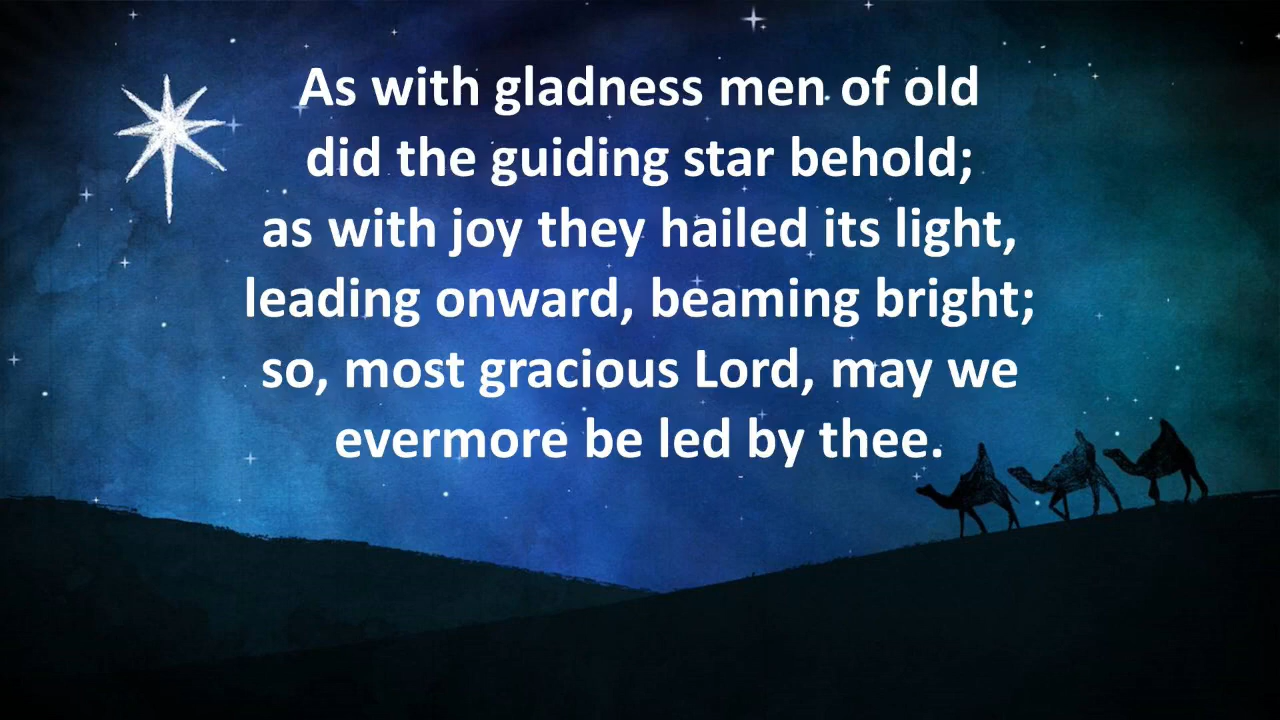 As with gladness men of old
did the guiding star behold;
as with joy they hailed its light,
leading onward, beaming bright;
so, most gracious Lord, may we
evermore be led by thee.